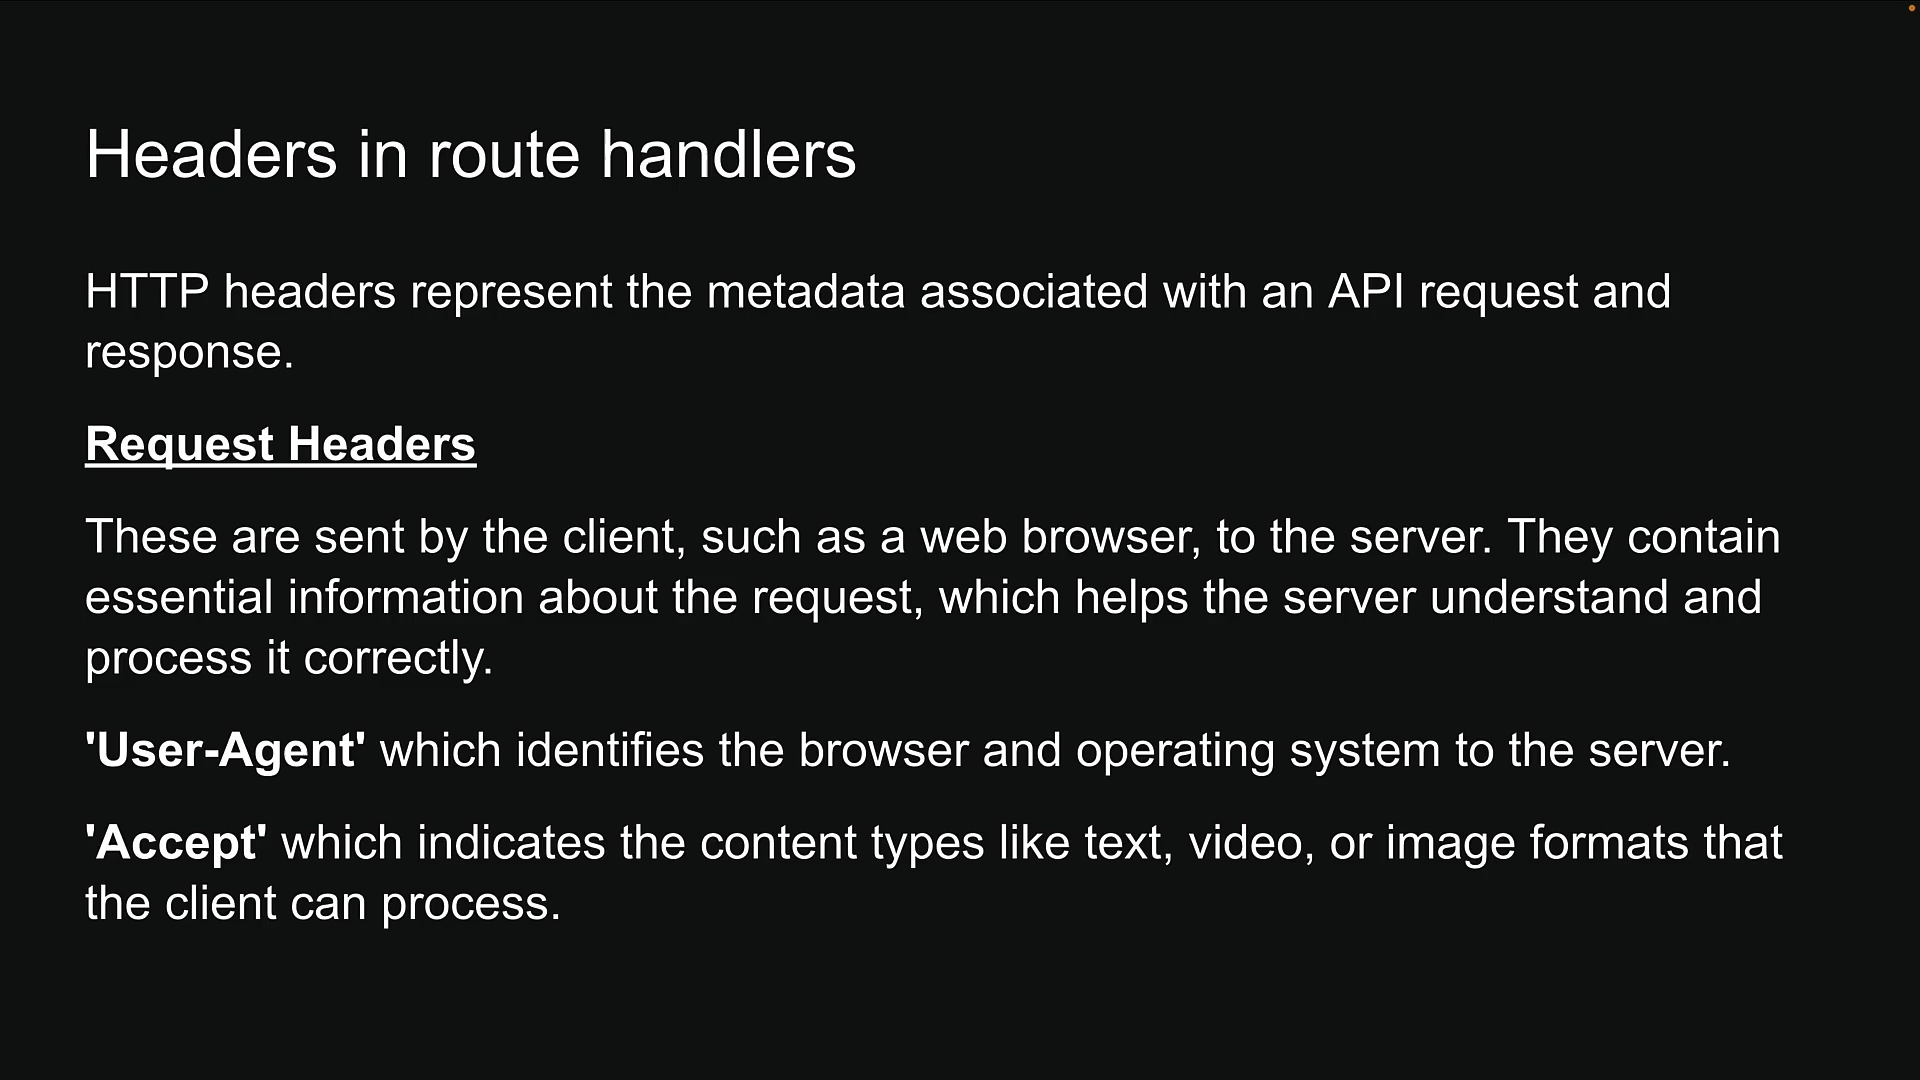 Headers in route handlers
HTTP headers represent the metadata associated with an API request and
response.
Request Headers
These are sent by the client, such as a web browser, to the server. They contain
essential information about the request, which helps the server understand and
process it correctly.
'User-Agent' which identifies the browser and operating system to the server.
'Accept' which indicates the content types like text, video, or image formats that
the client can process.